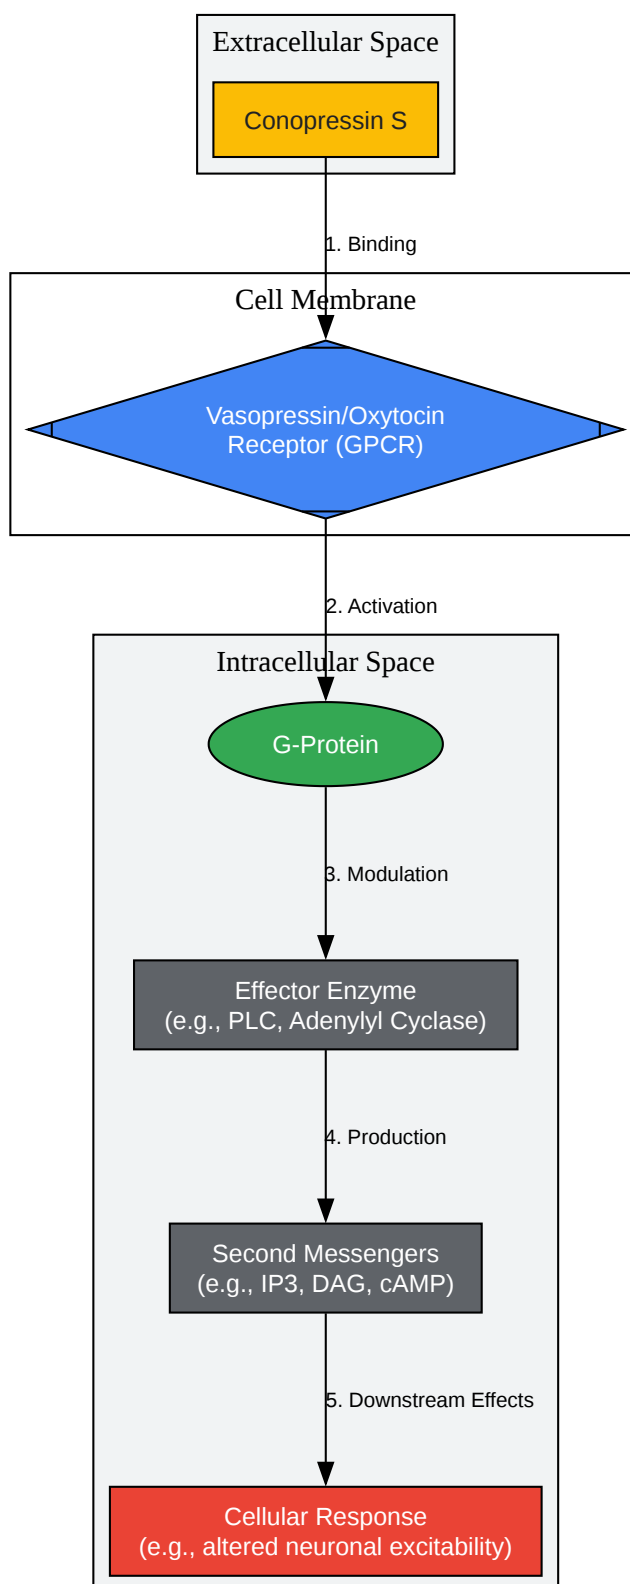 Extracellular Space
Conopressin S
1. Binding
Cell Membrane
Vasopressin/Oxytocin
Receptor (GPCR)
2. Activation
Intracellular Space
G-Protein
3. Modulation
Effector Enzyme
(e.g., PLC, Adenylyl Cyclase)
4. Production
Second Messengers
(e.g., IP3, DAG, cAMP)
5. Downstream Effects
Cellular Response
(e.g., altered neuronal excitability)